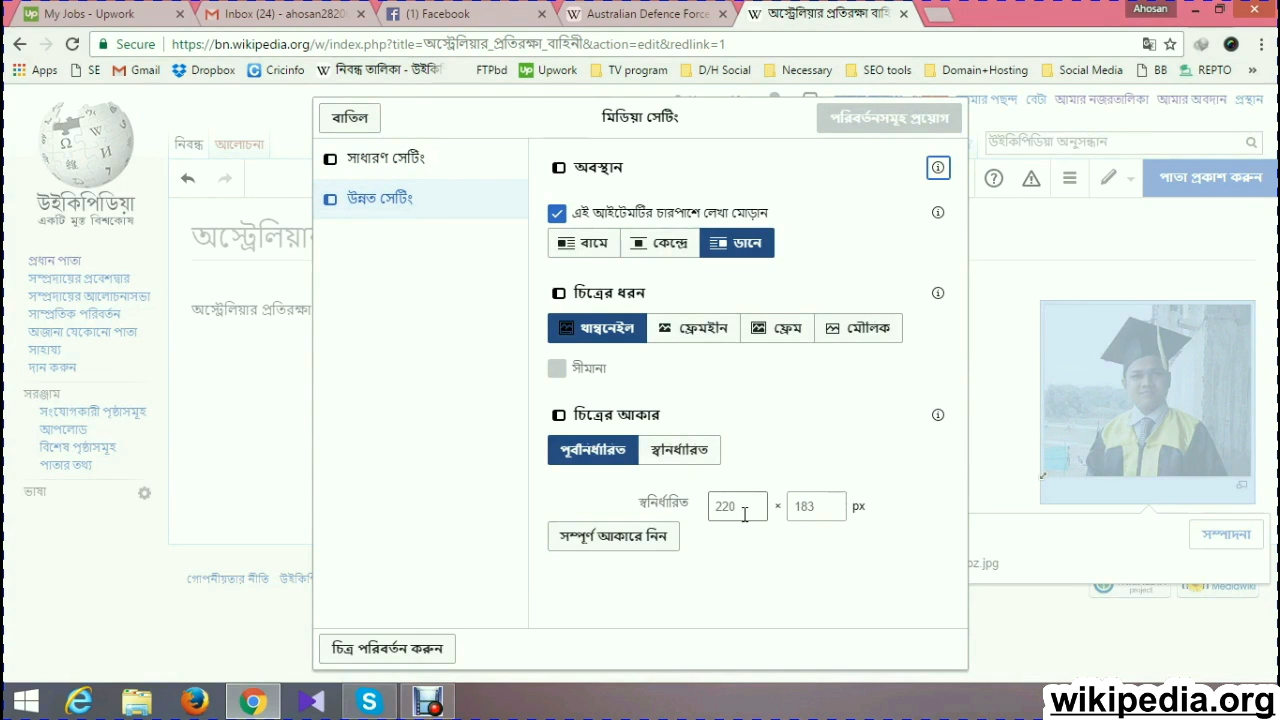 My Jobs - Upwork
Inbox (24) - ahosan2820
(1) Facebook
Australian Defence Force
অস্ট্রেলিয়ার প্রতিরক্ষা বাহি
Ahosan
Secure
https://bn.wikipedia.org/w/index.php?title=অস্ট্রেলিয়ার_প্রতিরক্ষা_বাহিনী&action=edit&redlink=1
Apps SE Gmail Dropbox Cricinfo নিবন্ধ তালিকা - উইকি FTPbd Upwork TV program D/H Social Necessary SEO tools Domain+Hosting Social Media BB REPTO »
আমার পছন্দ বেটা আমার নজরতালিকা আমার অবদান প্রস্থান
বাতিল
মিডিয়া সেটিং
পরিবর্তনসমূহ প্রয়োগ
নিবন্ধ আলোচনা
উইকিপিডিয়া অনুসন্ধান
সাধারণ সেটিং
অবস্থান
উন্নত সেটিং
পাতা প্রকাশ করুন
উইকিপিডিয়া
একটি মুক্ত বিশ্বকোষ
এই আইটেমটির চারপাশে লেখা মোড়ান
বামে কেন্দ্রে ডানে
অস্ট্রেলিয়া
প্রধান পাতা
সম্প্রদায়ের প্রবেশদ্বার
সম্প্রদায়ের আলোচনাসভা
সাম্প্রতিক পরিবর্তন
অজানা যেকোনো পাতা
সাহায্য
দান করুন
অস্ট্রেলিয়ার প্রতিরক্ষা
চিত্রের ধরন
থাম্বনেইল ফ্রেমহীন ফ্রেম মৌলিক
সীমানা
সরঞ্জাম
সংযোগকারী পৃষ্ঠাসমূহ
আপলোড
বিশেষ পৃষ্ঠাসমূহ
পাতার তথ্য
ভাষা
চিত্রের আকার
পূর্বনির্ধারিত স্বনির্ধারিত
স্বনির্ধারিত 220 × 183 px
সম্পূর্ণ আকারে নিন
সম্পাদনা
oz.jpg
গোপনীয়তার নীতি উইকি
project
MediaWiki
চিত্র পরিবর্তন করুন
wikipedia.org